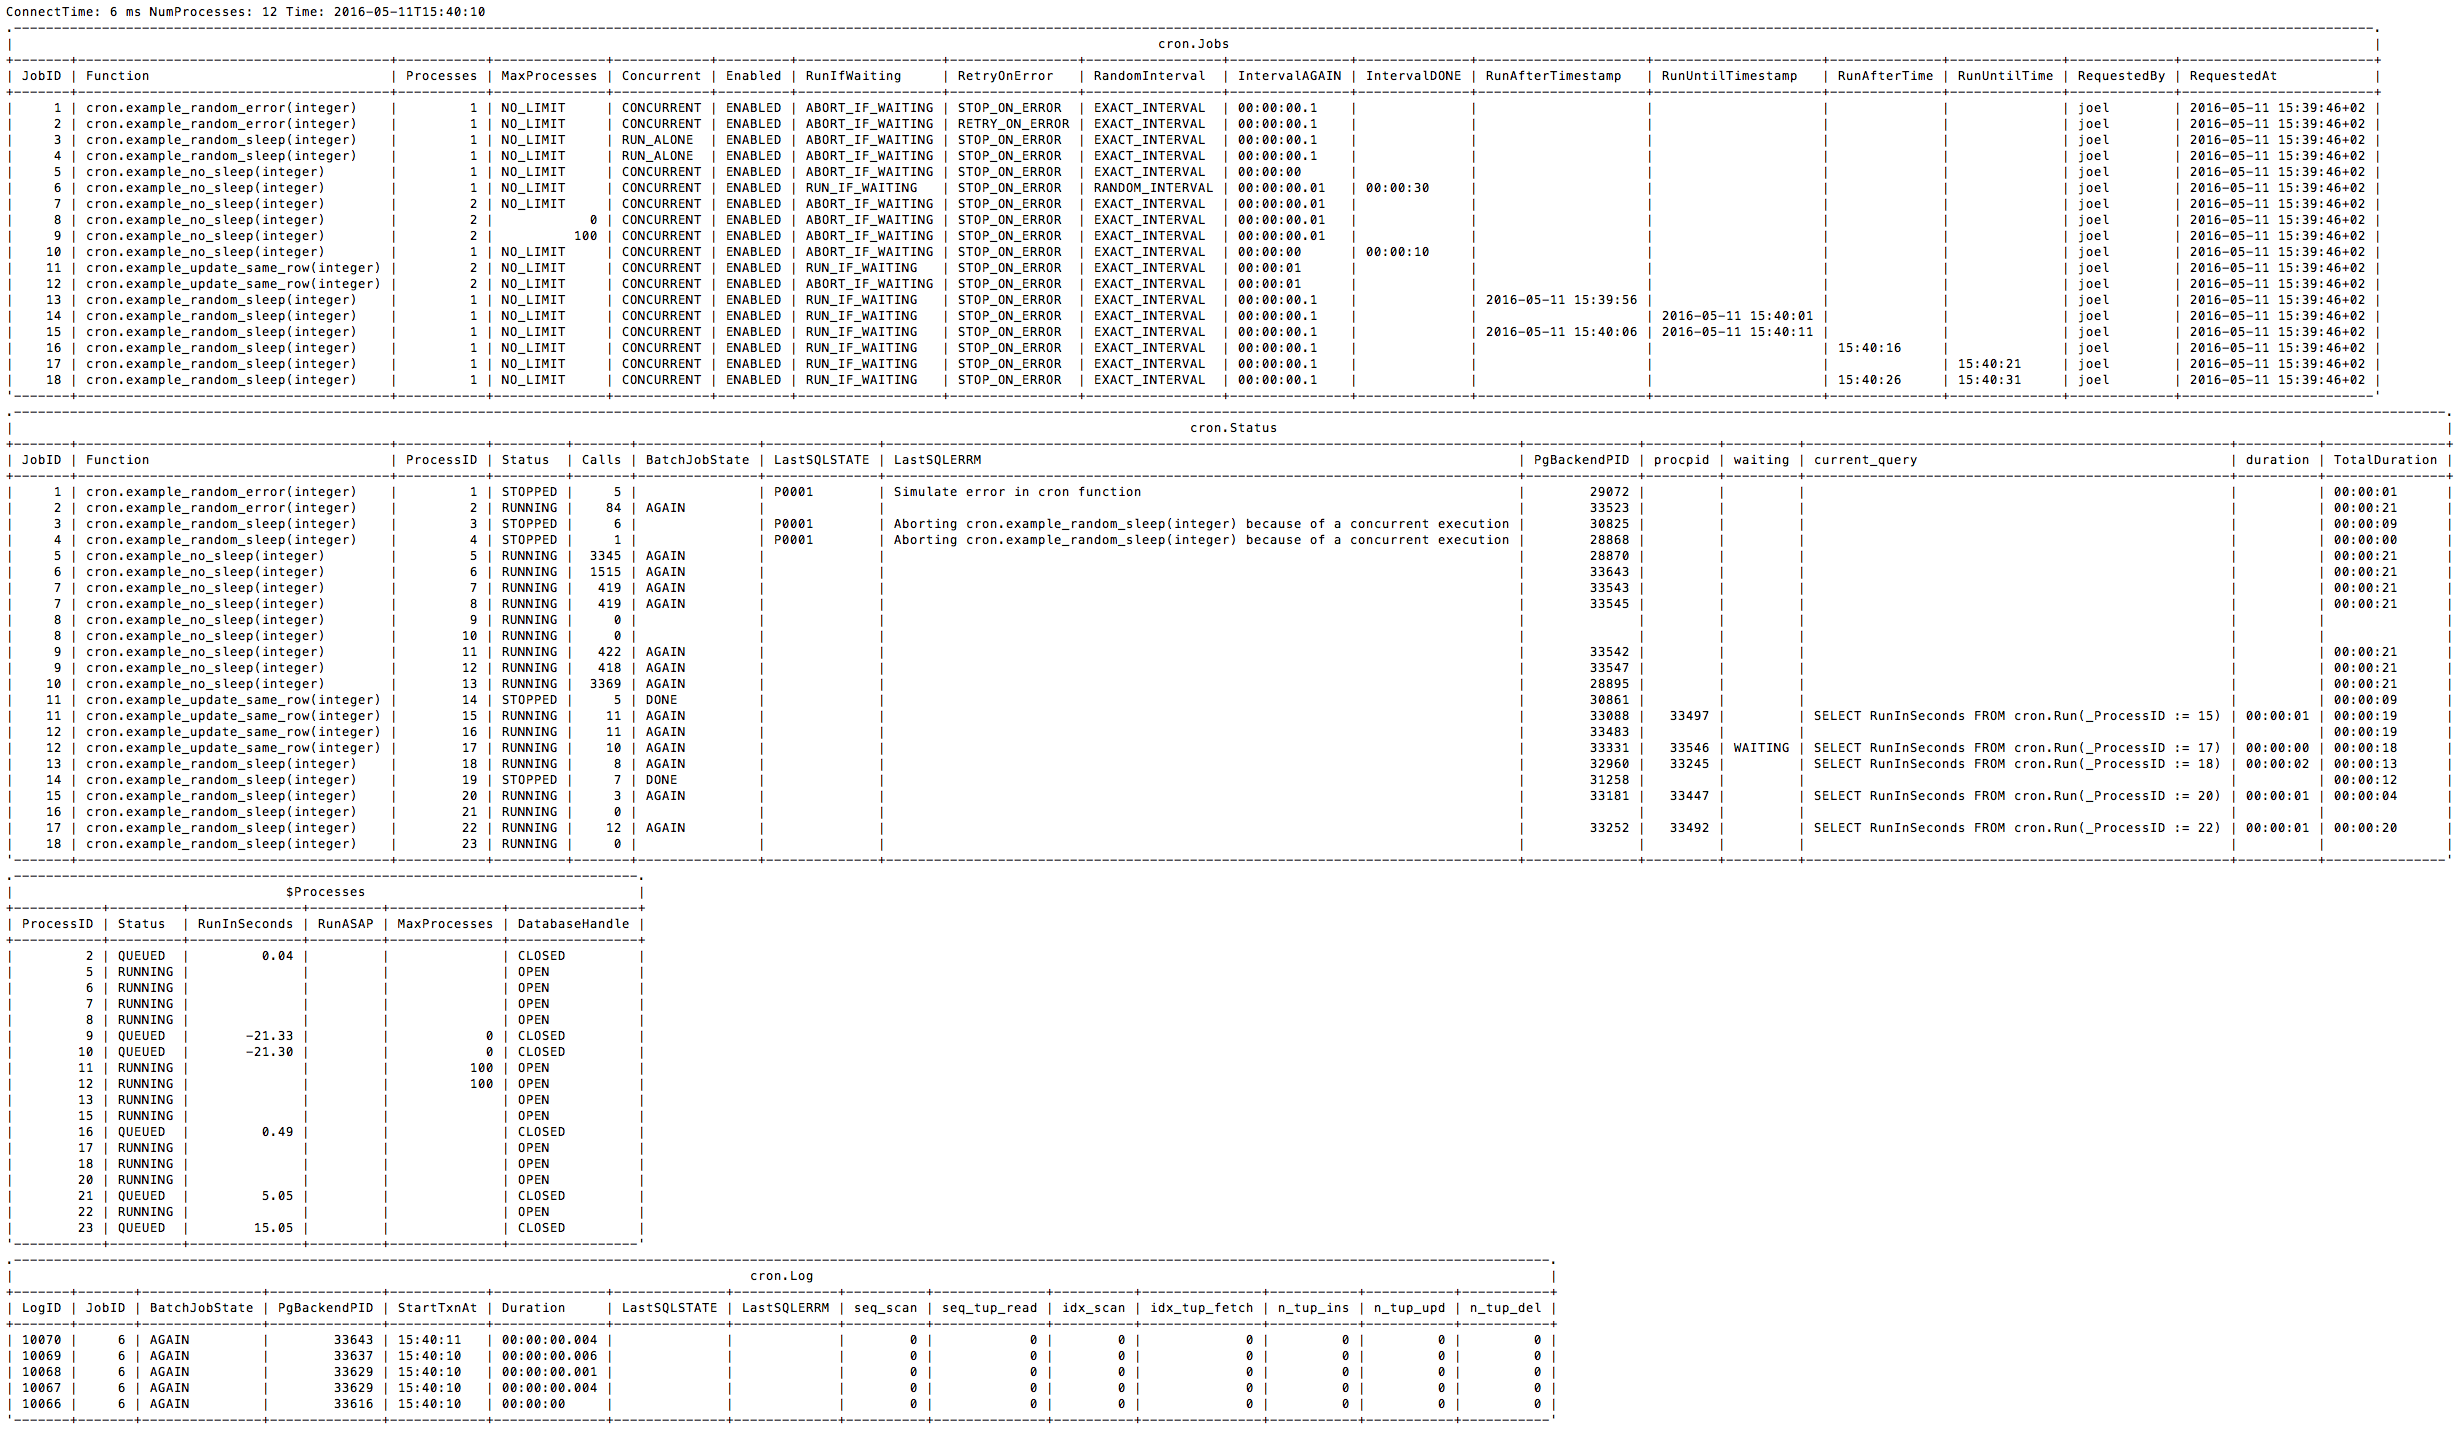 ConnectTime: 6 ms NumProcesses: 12 Time: 2016-05-11T15:40:10
cron.Jobs
| JobID | Function | Processes | MaxProcesses | Concurrent | Enabled | RunIfWaiting | RetryOnError | RandomInterval | IntervalAGAIN | IntervalDONE | RunAfterTimestamp | RunUntilTimestamp | RunAfterTime | RunUntilTime | RequestedBy | RequestedAt |
| 1 | cron.example_random_error(integer) | 1 | NO_LIMIT | CONCURRENT | ENABLED | ABORT_IF_WAITING | STOP_ON_ERROR | EXACT_INTERVAL | 00:00:00.1 | | | | | | joel | 2016-05-11 15:39:46+02 |
| 2 | cron.example_random_error(integer) | 1 | NO_LIMIT | CONCURRENT | ENABLED | ABORT_IF_WAITING | RETRY_ON_ERROR | EXACT_INTERVAL | 00:00:00.1 | | | | | | joel | 2016-05-11 15:39:46+02 |
| 3 | cron.example_random_sleep(integer) | 1 | NO_LIMIT | RUN_ALONE | ENABLED | ABORT_IF_WAITING | STOP_ON_ERROR | EXACT_INTERVAL | 00:00:00.1 | | | | | | joel | 2016-05-11 15:39:46+02 |
| 4 | cron.example_random_sleep(integer) | 1 | NO_LIMIT | RUN_ALONE | ENABLED | ABORT_IF_WAITING | STOP_ON_ERROR | EXACT_INTERVAL | 00:00:00.1 | | | | | | joel | 2016-05-11 15:39:46+02 |
| 5 | cron.example_no_sleep(integer) | 1 | NO_LIMIT | CONCURRENT | ENABLED | ABORT_IF_WAITING | STOP_ON_ERROR | EXACT_INTERVAL | 00:00:00 | | | | | | joel | 2016-05-11 15:39:46+02 |
| 6 | cron.example_no_sleep(integer) | 1 | NO_LIMIT | CONCURRENT | ENABLED | RUN_IF_WAITING | STOP_ON_ERROR | RANDOM_INTERVAL | 00:00:00.01 | 00:00:30 | | | | | joel | 2016-05-11 15:39:46+02 |
| 7 | cron.example_no_sleep(integer) | 2 | NO_LIMIT | CONCURRENT | ENABLED | ABORT_IF_WAITING | STOP_ON_ERROR | EXACT_INTERVAL | 00:00:00.01 | | | | | | joel | 2016-05-11 15:39:46+02 |
| 8 | cron.example_no_sleep(integer) | 2 | 0 | CONCURRENT | ENABLED | ABORT_IF_WAITING | STOP_ON_ERROR | EXACT_INTERVAL | 00:00:00.01 | | | | | | joel | 2016-05-11 15:39:46+02 |
| 9 | cron.example_no_sleep(integer) | 2 | 100 | CONCURRENT | ENABLED | ABORT_IF_WAITING | STOP_ON_ERROR | EXACT_INTERVAL | 00:00:00.01 | | | | | | joel | 2016-05-11 15:39:46+02 |
| 10 | cron.example_no_sleep(integer) | 1 | NO_LIMIT | CONCURRENT | ENABLED | ABORT_IF_WAITING | STOP_ON_ERROR | EXACT_INTERVAL | 00:00:00 | 00:00:10 | | | | | joel | 2016-05-11 15:39:46+02 |
| 11 | cron.example_update_same_row(integer) | 2 | NO_LIMIT | CONCURRENT | ENABLED | RUN_IF_WAITING | STOP_ON_ERROR | EXACT_INTERVAL | 00:00:01 | | | | | | joel | 2016-05-11 15:39:46+02 |
| 12 | cron.example_update_same_row(integer) | 2 | NO_LIMIT | CONCURRENT | ENABLED | ABORT_IF_WAITING | STOP_ON_ERROR | EXACT_INTERVAL | 00:00:01 | | | | | | joel | 2016-05-11 15:39:46+02 |
| 13 | cron.example_random_sleep(integer) | 1 | NO_LIMIT | CONCURRENT | ENABLED | RUN_IF_WAITING | STOP_ON_ERROR | EXACT_INTERVAL | 00:00:00.1 | | 2016-05-11 15:39:56 | | | | joel | 2016-05-11 15:39:46+02 |
| 14 | cron.example_random_sleep(integer) | 1 | NO_LIMIT | CONCURRENT | ENABLED | RUN_IF_WAITING | STOP_ON_ERROR | EXACT_INTERVAL | 00:00:00.1 | | | 2016-05-11 15:40:01 | | | joel | 2016-05-11 15:39:46+02 |
| 15 | cron.example_random_sleep(integer) | 1 | NO_LIMIT | CONCURRENT | ENABLED | RUN_IF_WAITING | STOP_ON_ERROR | EXACT_INTERVAL | 00:00:00.1 | | 2016-05-11 15:40:06 | 2016-05-11 15:40:11 | | | joel | 2016-05-11 15:39:46+02 |
| 16 | cron.example_random_sleep(integer) | 1 | NO_LIMIT | CONCURRENT | ENABLED | RUN_IF_WAITING | STOP_ON_ERROR | EXACT_INTERVAL | 00:00:00.1 | | | | 15:40:16 | | joel | 2016-05-11 15:39:46+02 |
| 17 | cron.example_random_sleep(integer) | 1 | NO_LIMIT | CONCURRENT | ENABLED | RUN_IF_WAITING | STOP_ON_ERROR | EXACT_INTERVAL | 00:00:00.1 | | | | | 15:40:21 | joel | 2016-05-11 15:39:46+02 |
| 18 | cron.example_random_sleep(integer) | 1 | NO_LIMIT | CONCURRENT | ENABLED | RUN_IF_WAITING | STOP_ON_ERROR | EXACT_INTERVAL | 00:00:00.1 | | | | 15:40:26 | 15:40:31 | joel | 2016-05-11 15:39:46+02 |
cron.Status
| JobID | Function | ProcessID | Status | Calls | BatchJobState | LastSQLSTATE | LastSQLERRM | PgBackendPID | procpid | waiting | current_query | duration | TotalDuration |
| 1 | cron.example_random_error(integer) | 1 | STOPPED | 5 | | P0001 | Simulate error in cron function | 29072 | | | | | 00:00:01 |
| 2 | cron.example_random_error(integer) | 2 | RUNNING | 84 | AGAIN | | | 33523 | | | | | 00:00:21 |
| 3 | cron.example_random_sleep(integer) | 3 | STOPPED | 6 | | P0001 | Aborting cron.example_random_sleep(integer) because of a concurrent execution | 30825 | | | | | 00:00:09 |
| 4 | cron.example_random_sleep(integer) | 4 | STOPPED | 1 | | P0001 | Aborting cron.example_random_sleep(integer) because of a concurrent execution | 28868 | | | | | 00:00:00 |
| 5 | cron.example_no_sleep(integer) | 5 | RUNNING | 3345 | AGAIN | | | 28870 | | | | | 00:00:21 |
| 6 | cron.example_no_sleep(integer) | 6 | RUNNING | 1515 | AGAIN | | | 33643 | | | | | 00:00:21 |
| 7 | cron.example_no_sleep(integer) | 7 | RUNNING | 419 | AGAIN | | | 33543 | | | | | 00:00:21 |
| 7 | cron.example_no_sleep(integer) | 8 | RUNNING | 419 | AGAIN | | | 33545 | | | | | 00:00:21 |
| 8 | cron.example_no_sleep(integer) | 9 | RUNNING | 0 | | | | | | | | | |
| 8 | cron.example_no_sleep(integer) | 10 | RUNNING | 0 | | | | | | | | | |
| 9 | cron.example_no_sleep(integer) | 11 | RUNNING | 422 | AGAIN | | | 33542 | | | | | 00:00:21 |
| 9 | cron.example_no_sleep(integer) | 12 | RUNNING | 418 | AGAIN | | | 33547 | | | | | 00:00:21 |
| 10 | cron.example_no_sleep(integer) | 13 | RUNNING | 3369 | AGAIN | | | 28895 | | | | | 00:00:21 |
| 11 | cron.example_update_same_row(integer) | 14 | STOPPED | 5 | DONE | | | 30861 | | | | | 00:00:09 |
| 11 | cron.example_update_same_row(integer) | 15 | RUNNING | 11 | AGAIN | | | 33088 | 33497 | | SELECT RunInSeconds FROM cron.Run(_ProcessID := 15) | 00:00:01 | 00:00:19 |
| 12 | cron.example_update_same_row(integer) | 16 | RUNNING | 11 | AGAIN | | | 33483 | | | | | 00:00:19 |
| 12 | cron.example_update_same_row(integer) | 17 | RUNNING | 10 | AGAIN | | | 33331 | 33546 | WAITING | SELECT RunInSeconds FROM cron.Run(_ProcessID := 17) | 00:00:00 | 00:00:18 |
| 13 | cron.example_random_sleep(integer) | 18 | RUNNING | 8 | AGAIN | | | 32960 | 33245 | | SELECT RunInSeconds FROM cron.Run(_ProcessID := 18) | 00:00:02 | 00:00:13 |
| 14 | cron.example_random_sleep(integer) | 19 | STOPPED | 7 | DONE | | | 31258 | | | | | 00:00:12 |
| 15 | cron.example_random_sleep(integer) | 20 | RUNNING | 3 | AGAIN | | | 33181 | 33447 | | SELECT RunInSeconds FROM cron.Run(_ProcessID := 20) | 00:00:01 | 00:00:04 |
| 16 | cron.example_random_sleep(integer) | 21 | RUNNING | 0 | | | | | | | | | |
| 17 | cron.example_random_sleep(integer) | 22 | RUNNING | 12 | AGAIN | | | 33252 | 33492 | | SELECT RunInSeconds FROM cron.Run(_ProcessID := 22) | 00:00:01 | 00:00:20 |
| 18 | cron.example_random_sleep(integer) | 23 | RUNNING | 0 | | | | | | | | | |
$Processes
| ProcessID | Status | RunInSeconds | RunASAP | MaxProcesses | DatabaseHandle |
| 2 | QUEUED | 0.04 | | | CLOSED |
| 5 | RUNNING | | | | OPEN |
| 6 | RUNNING | | | | OPEN |
| 7 | RUNNING | | | | OPEN |
| 8 | RUNNING | | | | OPEN |
| 9 | QUEUED | -21.33 | | 0 | CLOSED |
| 10 | QUEUED | -21.30 | | 0 | CLOSED |
| 11 | RUNNING | | | 100 | OPEN |
| 12 | RUNNING | | | 100 | OPEN |
| 13 | RUNNING | | | | OPEN |
| 15 | RUNNING | | | | OPEN |
| 16 | QUEUED | 0.49 | | | CLOSED |
| 17 | RUNNING | | | | OPEN |
| 18 | RUNNING | | | | OPEN |
| 20 | RUNNING | | | | OPEN |
| 21 | QUEUED | 5.05 | | | CLOSED |
| 22 | RUNNING | | | | OPEN |
| 23 | QUEUED | 15.05 | | | CLOSED |
cron.Log
| LogID | JobID | BatchJobState | PgBackendPID | StartTxnAt | Duration | LastSQLSTATE | LastSQLERRM | seq_scan | seq_tup_read | idx_scan | idx_tup_fetch | n_tup_ins | n_tup_upd | n_tup_del |
| 10070 | 6 | AGAIN | 33643 | 15:40:11 | 00:00:00.004 | | | 0 | 0 | 0 | 0 | 0 | 0 | 0 |
| 10069 | 6 | AGAIN | 33637 | 15:40:10 | 00:00:00.006 | | | 0 | 0 | 0 | 0 | 0 | 0 | 0 |
| 10068 | 6 | AGAIN | 33629 | 15:40:10 | 00:00:00.001 | | | 0 | 0 | 0 | 0 | 0 | 0 | 0 |
| 10067 | 6 | AGAIN | 33629 | 15:40:10 | 00:00:00.004 | | | 0 | 0 | 0 | 0 | 0 | 0 | 0 |
| 10066 | 6 | AGAIN | 33616 | 15:40:10 | 00:00:00 | | | 0 | 0 | 0 | 0 | 0 | 0 | 0 |